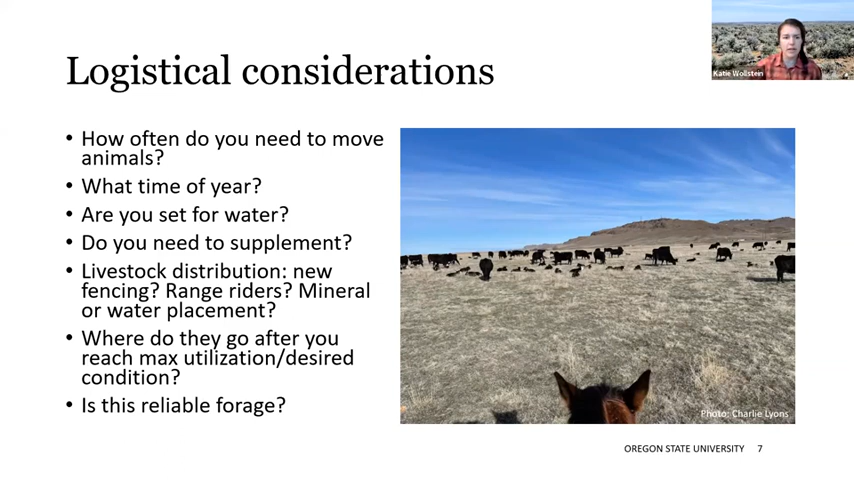 Katie Wollstein
Logistical considerations
• How often do you need to move
animals?
• What time of year?
• Are you set for water?
• Do you need to supplement?
• Livestock distribution: new
fencing? Range riders? Mineral
or water placement?
• Where do they go after you
reach max utilization/desired
condition?
• Is this reliable forage?
Photo: Charlie Lyons
OREGON STATE UNIVERSITY 7